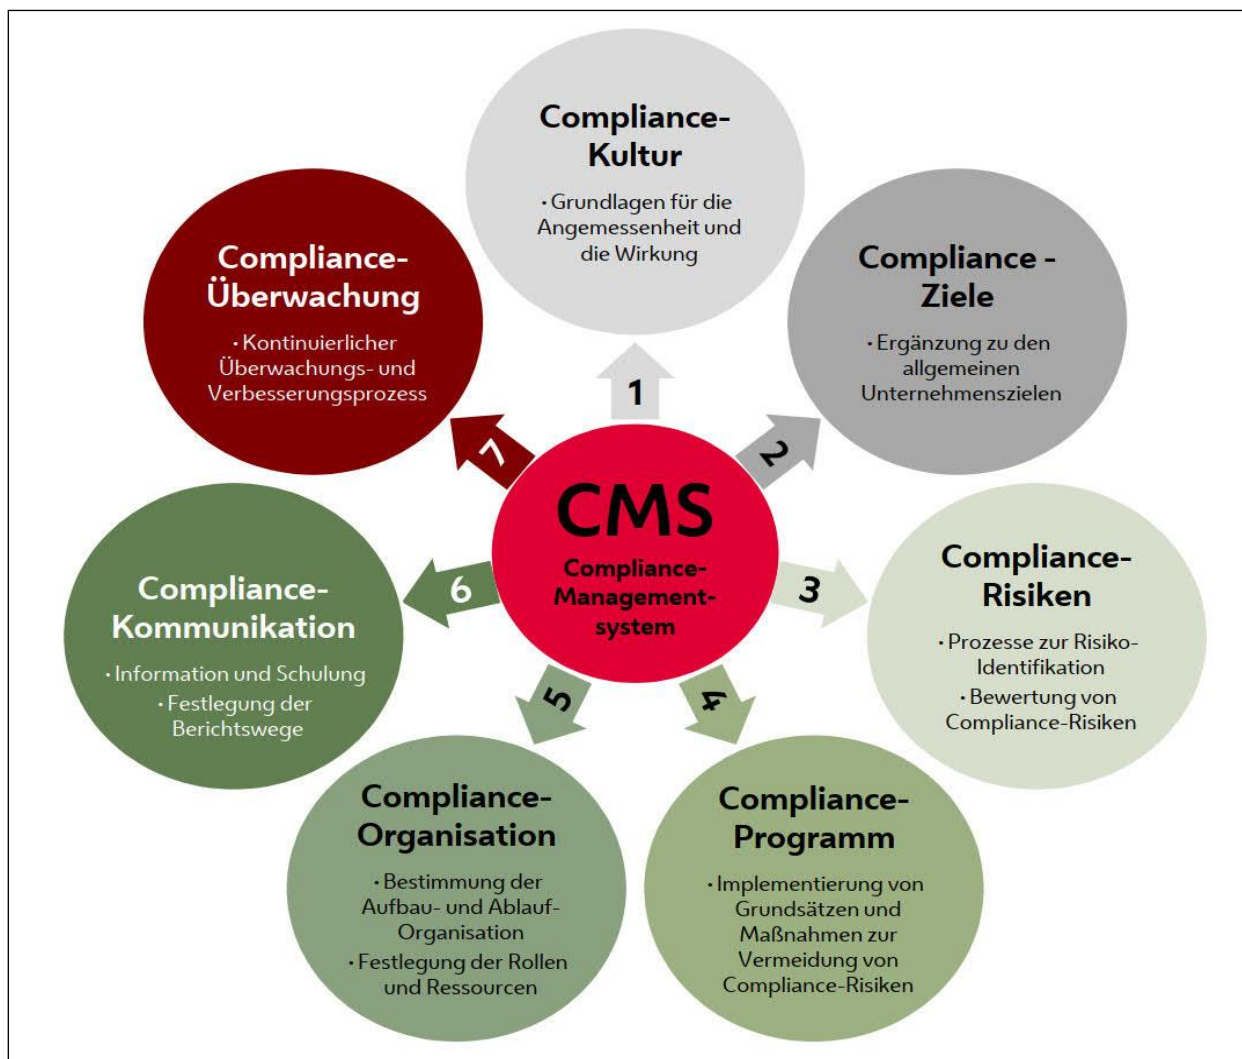 Compliance-
Kultur
· Grundlagen für die
Angemessenheit und
die Wirkung
1
Compliance -
Ziele
· Ergänzung zu den
allgemeinen
Unternehmenszielen
2
Compliance-
Risiken
· Prozesse zur Risiko-
Identifikation
· Bewertung von
Compliance-Risiken
3
Compliance-
Programm
· Implementierung von
Grundsätzen und
Maßnahmen zur
Vermeidung von
Compliance-Risiken
4
Compliance-
Organisation
· Bestimmung der
Aufbau- und Ablauf-
Organisation
· Festlegung der Rollen
und Ressourcen
5
Compliance-
Kommunikation
· Information und Schulung
· Festlegung der
Berichtswege
6
Compliance-
Überwachung
· Kontinuierlicher
Überwachungs- und
Verbesserungsprozess
7
CMS
Compliance-
Management-
system